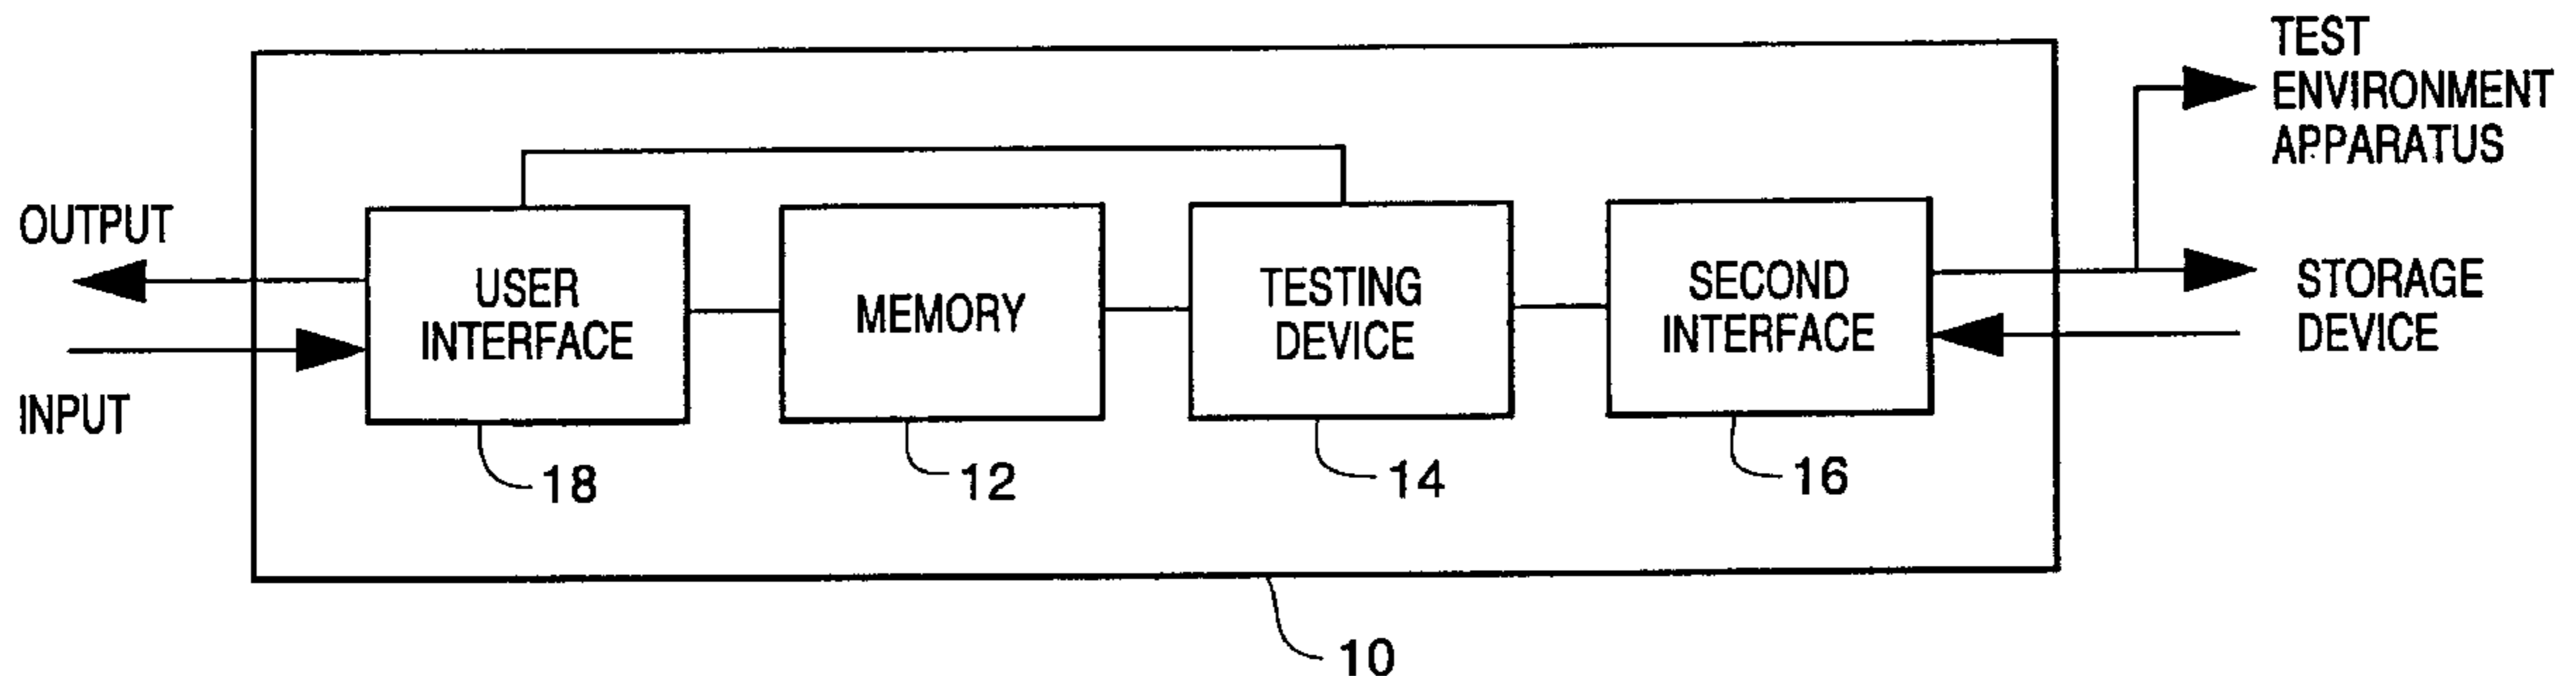 TEST
ENVIRONMENT
APPARATUS
OUTPUT
INPUT
USER
INTERFACE
MEMORY
TESTING
DEVICE
SECOND
INTERFACE
STORAGE
DEVICE
18
12
14
16
10